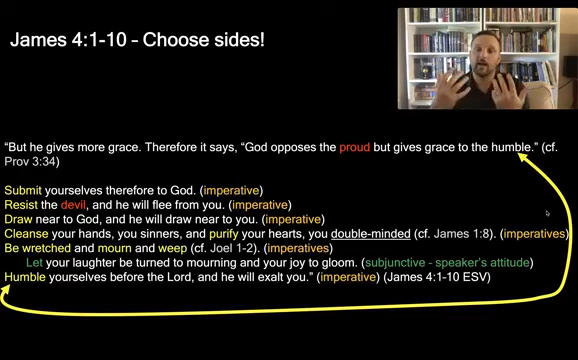 James 4:1-10 - Choose sides!
“But he gives more grace. Therefore it says, “God opposes the proud but gives grace to the humble.” (cf.
Prov 3:34)
Submit yourselves therefore to God. (imperative)
Resist the devil, and he will flee from you. (imperative)
Draw near to God, and he will draw near to you. (imperative)
Cleanse your hands, you sinners, and purify your hearts, you double-minded (cf. James 1:8). (imperatives)
Be wretched and mourn and weep (cf. Joel 1-2). (imperatives)
Let your laughter be turned to mourning and your joy to gloom. (subjunctive - speaker's attitude)
Humble yourselves before the Lord, and he will exalt you.” (imperative) (James 4:1-10 ESV)